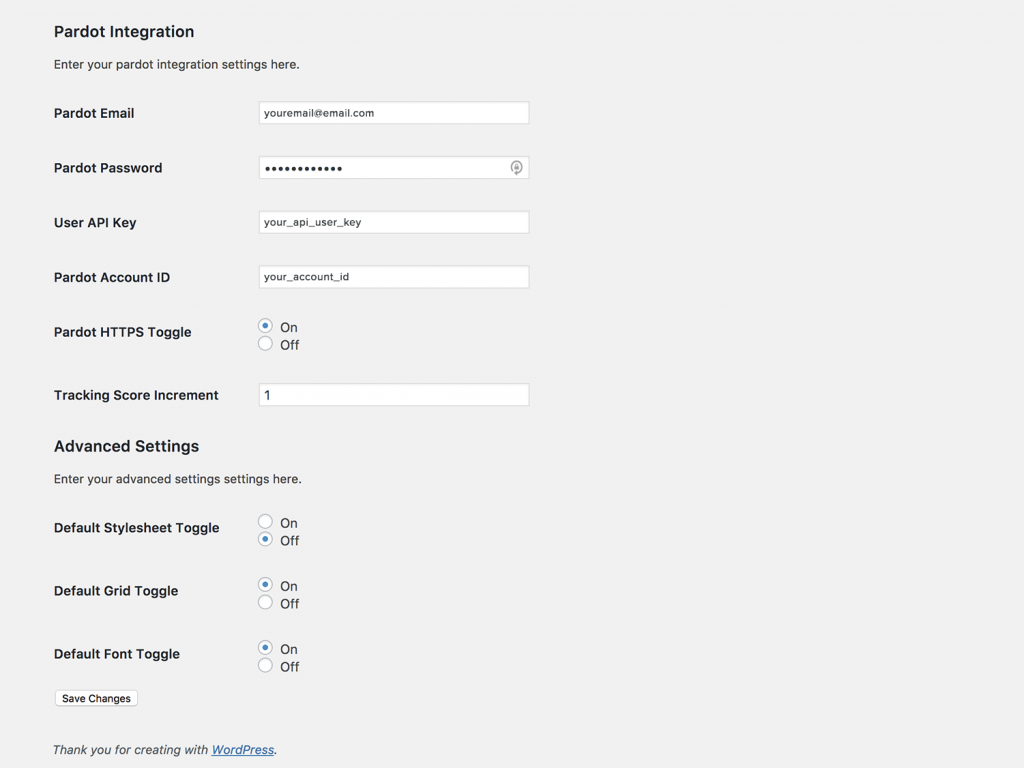 Pardot Integration
Enter your pardot integration settings here.
Pardot Email youremail@email.com
Pardot Password ••••••••••••
User API Key your_api_user_key
Pardot Account ID your_account_id
Pardot HTTPS Toggle On
Off
Tracking Score Increment 1
Advanced Settings
Enter your advanced settings settings here.
Default Stylesheet Toggle On
Off
Default Grid Toggle On
Off
Default Font Toggle On
Off
Save Changes
Thank you for creating with WordPress.